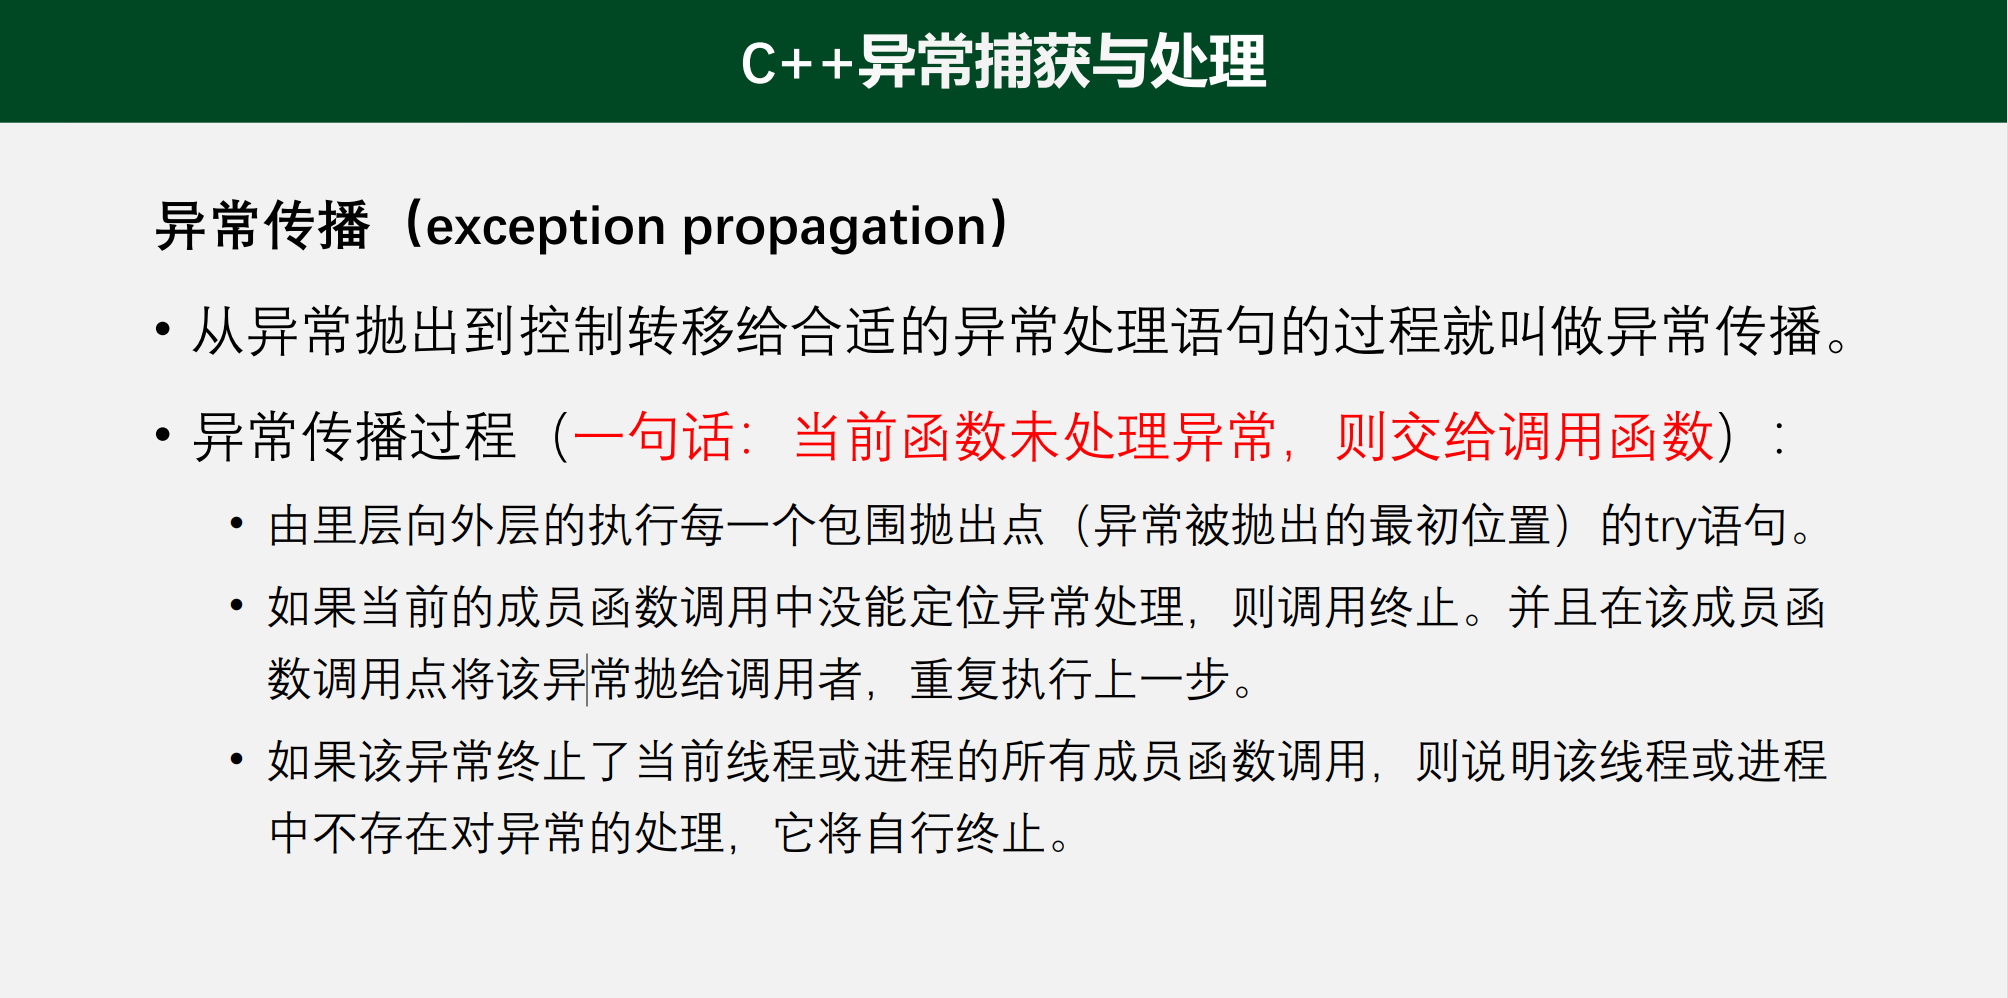 C++异常捕获与处理
异常传播（exception propagation）
• 从异常抛出到控制转移给合适的异常处理语句的过程就叫做异常传播。
• 异常传播过程（一句话：当前函数未处理异常，则交给调用函数）：
• 由里层向外层的执行每一个包围抛出点（异常被抛出的最初位置）的try语句。
• 如果当前的成员函数调用中没能定位异常处理，则调用终止。并且在该成员函
数调用点将该异常抛给调用者，重复执行上一步。
• 如果该异常终止了当前线程或进程的所有成员函数调用，则说明该线程或进程
中不存在对异常的处理，它将自行终止。